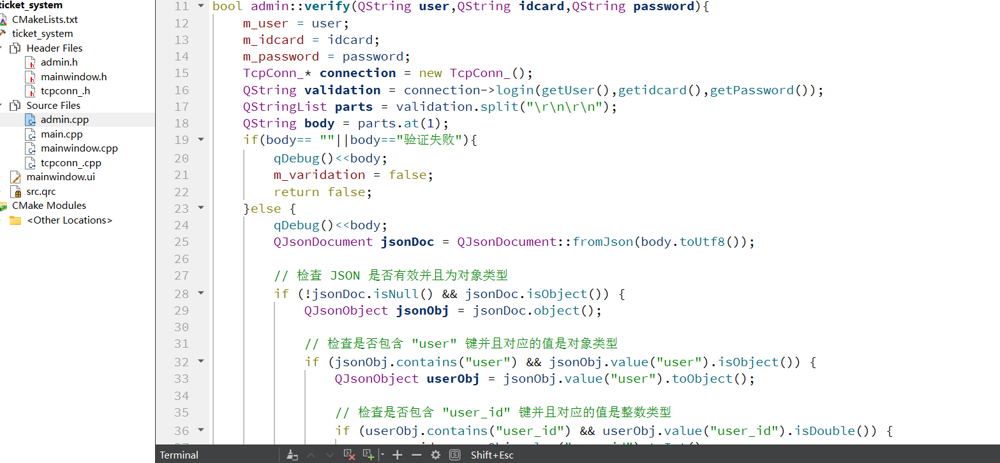 ticket_system
CMakeLists.txt
ticket_system
Header Files
admin.h
mainwindow.h
tcpconn_.h
Source Files
admin.cpp
main.cpp
mainwindow.cpp
tcpconn_.cpp
mainwindow.ui
src.qrc
CMake Modules
<Other Locations>
11 bool admin::verify(QString user,QString idcard,QString password){
12 m_user = user;
13 m_idcard = idcard;
14 m_password = password;
15 TcpConn_* connection = new TcpConn_();
16 QString validation = connection->login(getUser(),getidcard(),getPassword());
17 QStringList parts = validation.split("\r\n\r\n");
18 QString body = parts.at(1);
19 if(body== ""||body=="验证失败"){
20 qDebug()<<body;
21 m_varidation = false;
22 return false;
23 }else {
24 qDebug()<<body;
25 QJsonDocument jsonDoc = QJsonDocument::fromJson(body.toUtf8());
26
27 // 检查 JSON 是否有效并且为对象类型
28 if (!jsonDoc.isNull() && jsonDoc.isObject()) {
29 QJsonObject jsonObj = jsonDoc.object();
30
31 // 检查是否包含 "user" 键并且对应的值是对象类型
32 if (jsonObj.contains("user") && jsonObj.value("user").isObject()) {
33 QJsonObject userObj = jsonObj.value("user").toObject();
34
35 // 检查是否包含 "user_id" 键并且对应的值是整数类型
36 if (userObj.contains("user_id") && userObj.value("user_id").isDouble()) {
Terminal
Shift+Esc